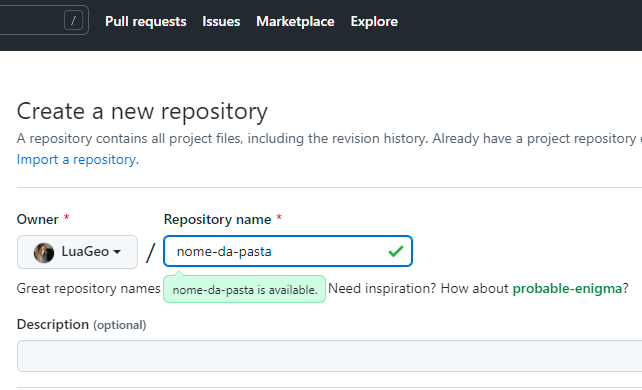 / Pull requests Issues Marketplace Explore
Create a new repository
A repository contains all project files, including the revision history. Already have a project repository
Import a repository.
Owner * Repository name *
LuaGeo / nome-da-pasta
Great repository names nome-da-pasta is available. Need inspiration? How about probable-enigma?
Description (optional)